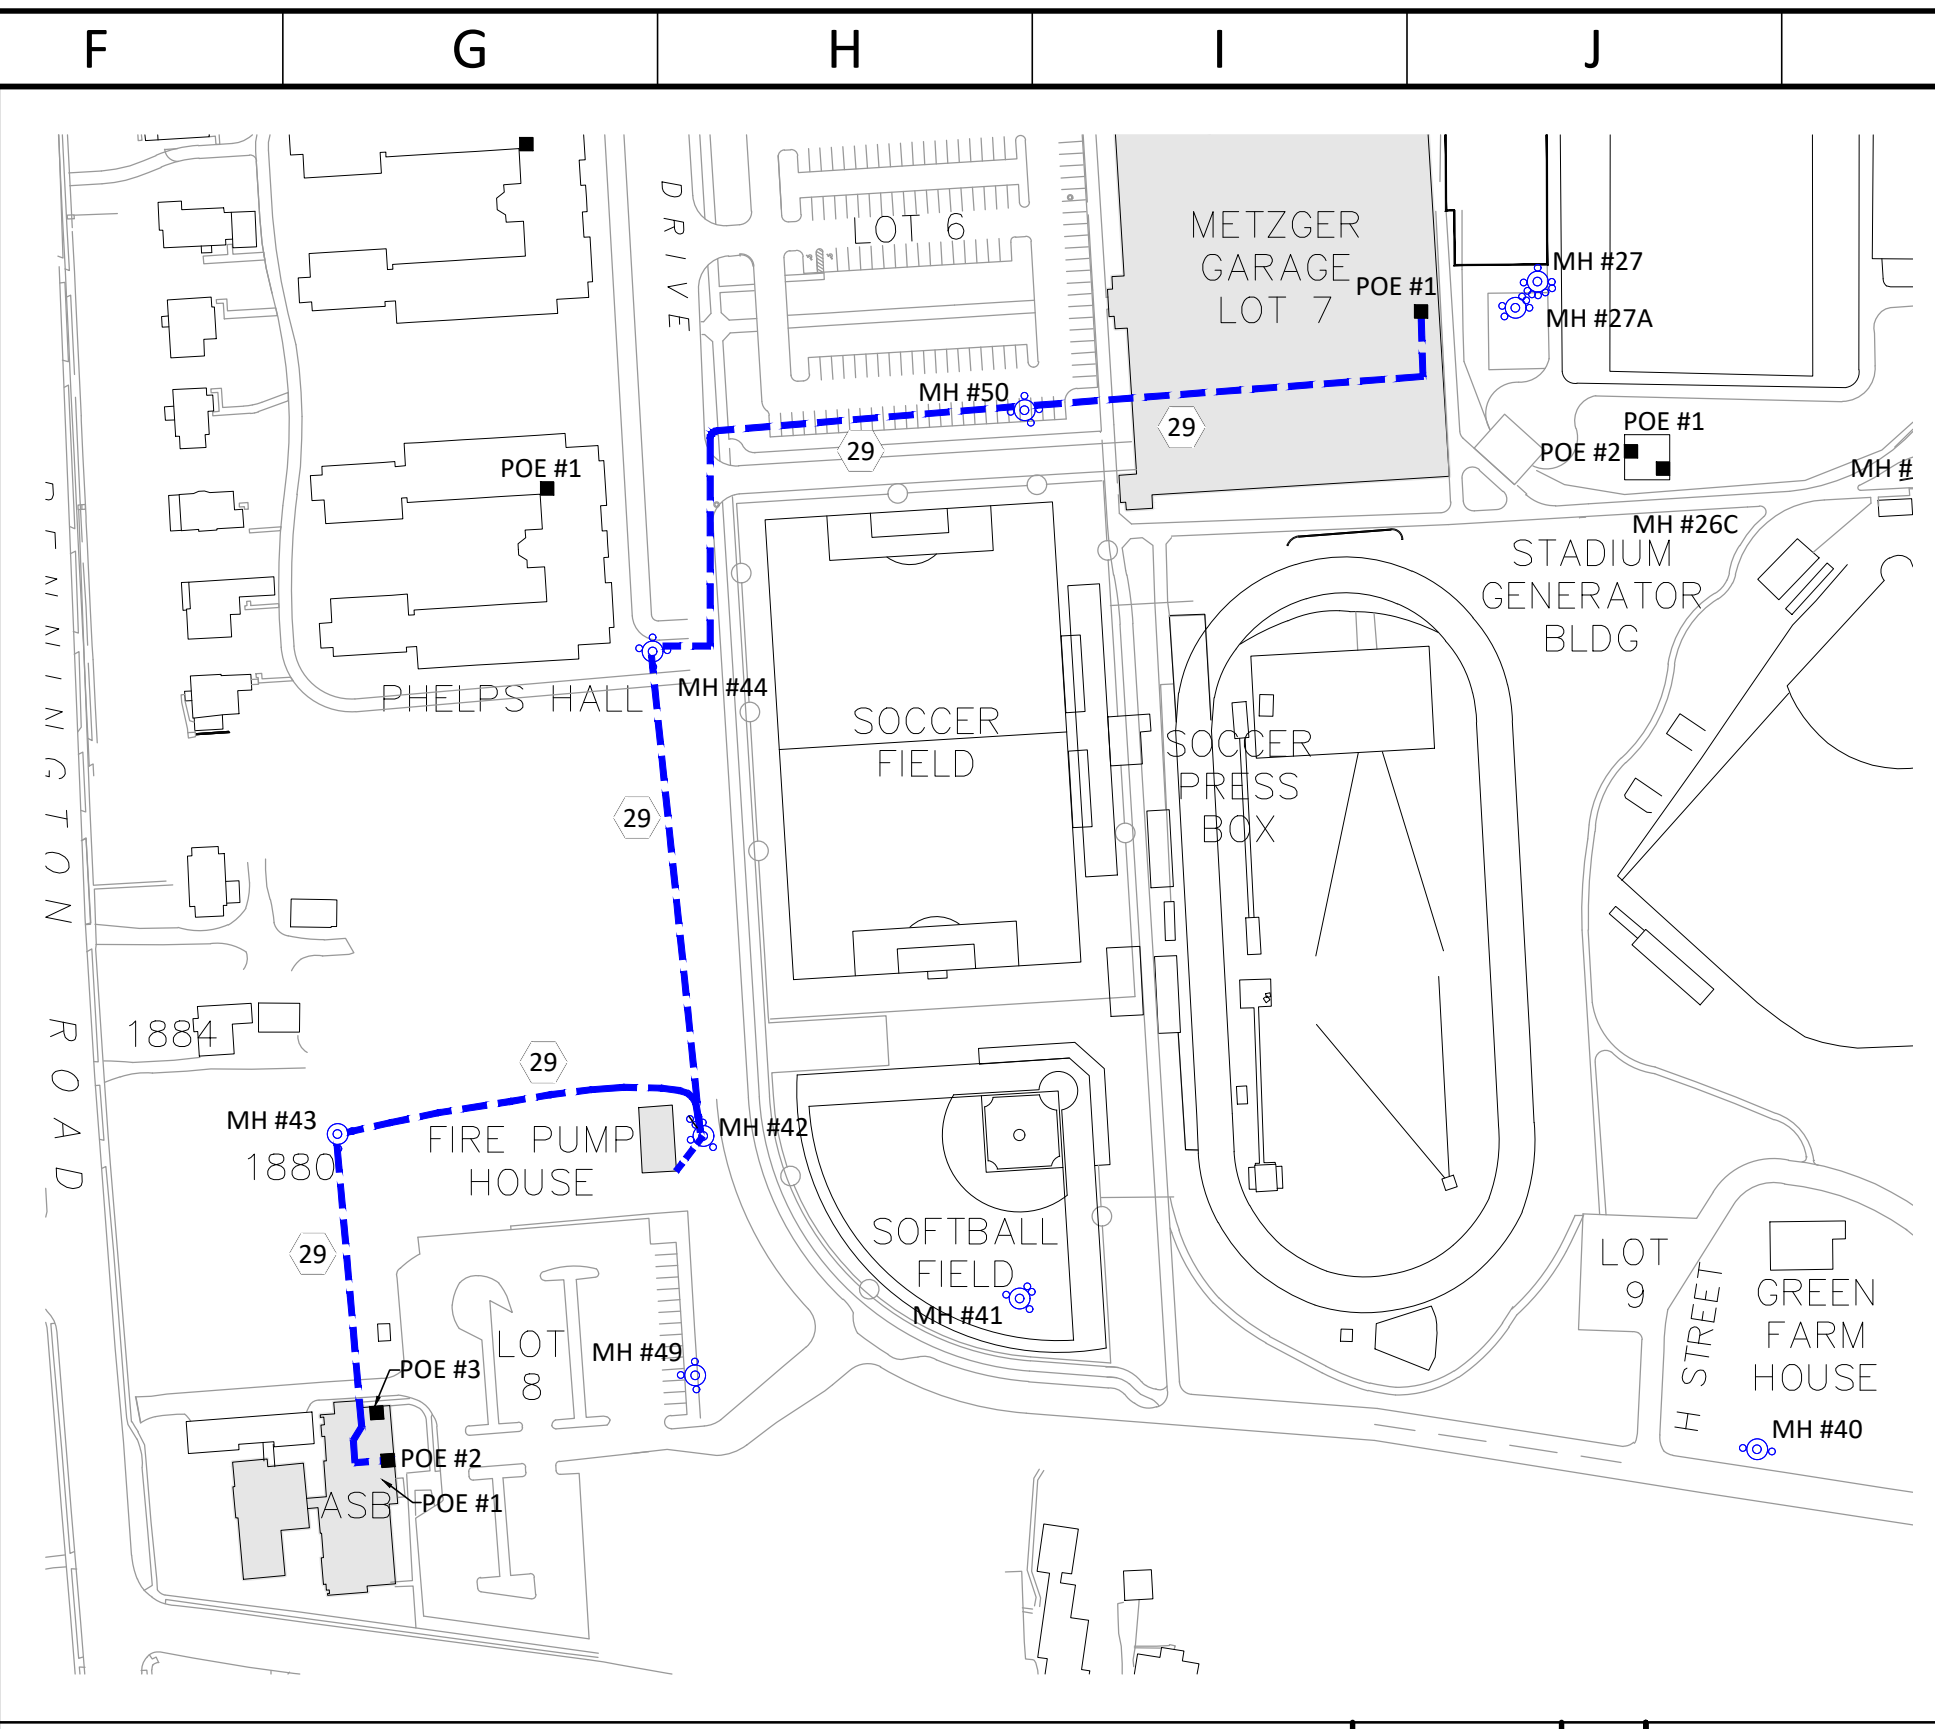 F
G
H
I
J
DRIVE
LOT 6
METZGER
GARAGE
LOT 7
POE #1
MH #27
MH #27A
MH #50
29
29
POE #1
POE #2
MH #
POE #1
MH #26C
STADIUM
GENERATOR
BLDG
PHELPS HALL
MH #44
SOCCER
FIELD
SOCCER
PRESS
BOX
29
PENNINGTON ROAD
1884
29
MH #43
1880
FIRE PUMP
HOUSE
MH #42
29
SOFTBALL
FIELD
MH #41
LOT
9
H STREET
GREEN
FARM
HOUSE
MH #40
LOT
8
MH #49
POE #3
POE #2
POE #1
ASB